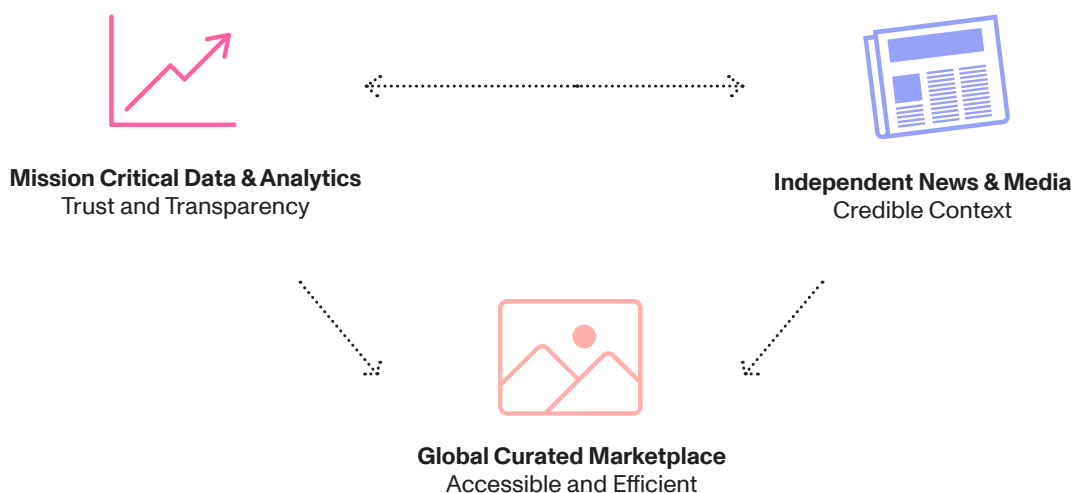 Mission Critical Data & Analytics
Trust and Transparency
Independent News & Media
Credible Context
Global Curated Marketplace
Accessible and Efficient